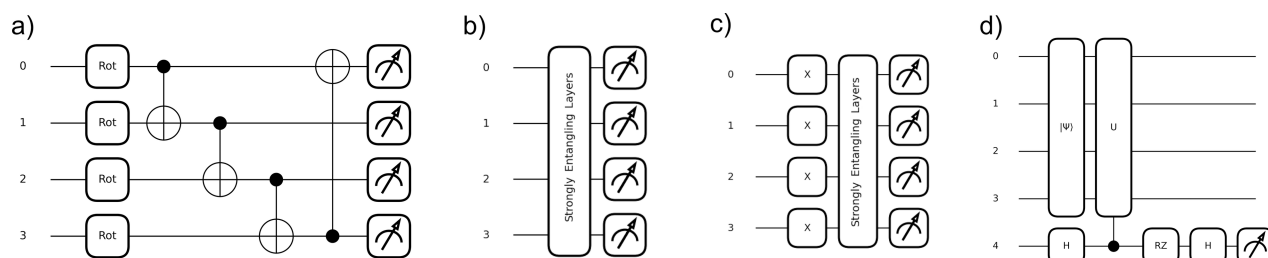 a)
0 Rot
1 Rot
2 Rot
3 Rot
b)
0
1
2
3
Strongly Entangling Layers
c)
0 X
1 X
2 X
3 X
Strongly Entangling Layers
d)
0
1
2
3
|Ψ⟩ U
4 H RZ H